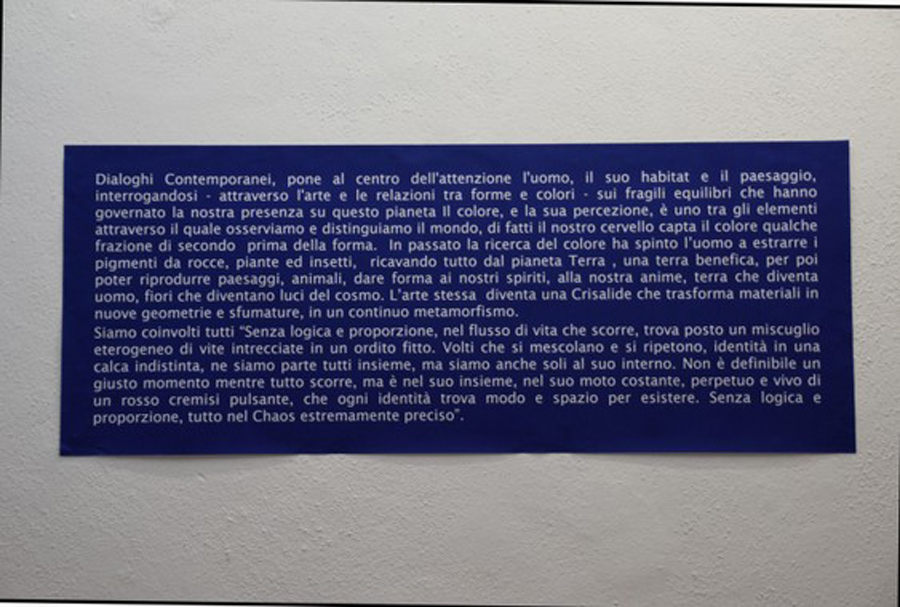 Dialoghi Contemporanei, pone al centro dell'attenzione l'uomo, il suo habitat e il paesaggio,
interrogandosi - attraverso l'arte e le relazioni tra forme e colori - sui fragili equilibri che hanno
governato la nostra presenza su questo pianeta Il colore, e la sua percezione, è uno tra gli elementi
attraverso il quale osserviamo e distinguiamo il mondo, di fatti il nostro cervello capta il colore qualche
frazione di secondo prima della forma. In passato la ricerca del colore ha spinto l'uomo a estrarre i
pigmenti da rocce, piante ed insetti, ricavando tutto dal pianeta Terra , una terra benefica, per poi
poter riprodurre paesaggi, animali, dare forma ai nostri spiriti, alla nostra anime, terra che diventa
uomo, fiori che diventano luci del cosmo. L'arte stessa diventa una Crisalide che trasforma materiali in
nuove geometrie e sfumature, in un continuo metamorfismo.
Siamo coinvolti tutti "Senza logica e proporzione, nel flusso di vita che scorre, trova posto un miscuglio
eterogeneo di vite intrecciate in un ordito fitto. Volti che si mescolano e si ripetono, identità in una
calca indistinta, ne siamo parte tutti insieme, ma siamo anche soli al suo interno. Non è definibile un
giusto momento mentre tutto scorre, ma è nel suo insieme, nel suo moto costante, perpetuo e vivo di
un rosso cremisi pulsante, che ogni identità trova modo e spazio per esistere. Senza logica e
proporzione, tutto nel Chaos estremamente preciso".